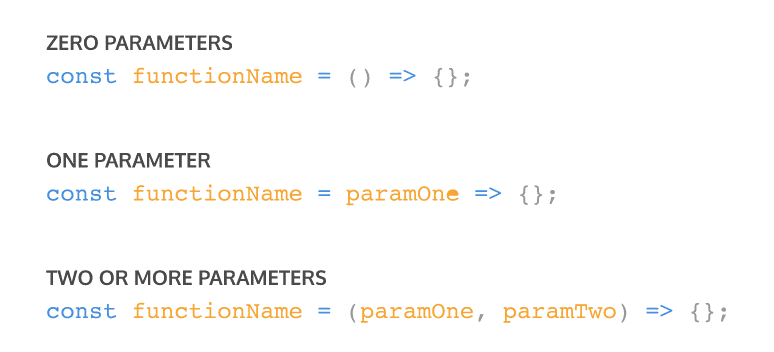 ZERO PARAMETERS
const functionName = () => {};
ONE PARAMETER
const functionName = paramOne => {};
TWO OR MORE PARAMETERS
const functionName = (paramOne, paramTwo) => {};